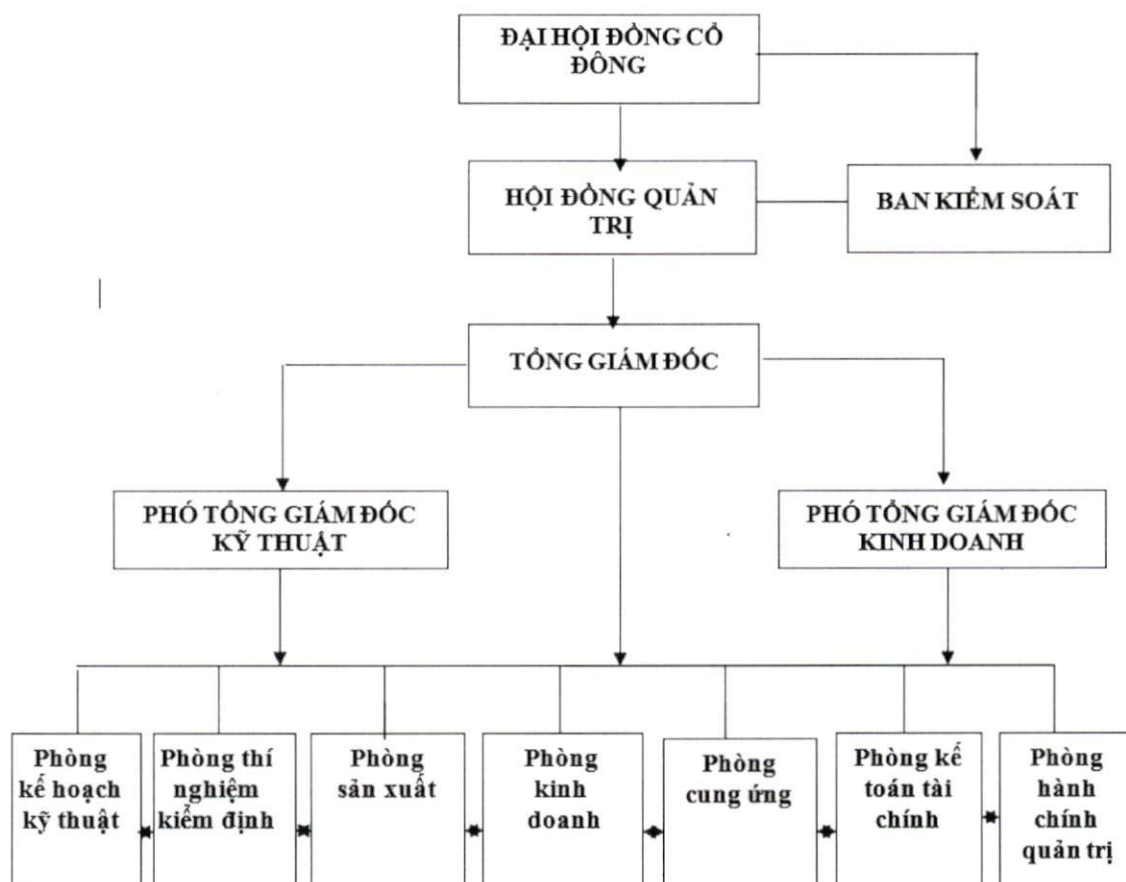 ĐẠI HỘI ĐỒNG CỔ
ĐÔNG
HỘI ĐỒNG QUẢN
TRỊ
BAN KIỂM SOÁT
TỔNG GIÁM ĐỐC
PHÓ TỔNG GIÁM ĐỐC
KỸ THUẬT
PHÓ TỔNG GIÁM ĐỐC
KINH DOANH
Phòng
kế hoạch
kỹ thuật
Phòng thí
nghiệm
kiểm định
Phòng
sản xuất
Phòng
kinh
doanh
Phòng
cung ứng
Phòng kế
toán tài
chính
Phòng
hành
chính
quản trị